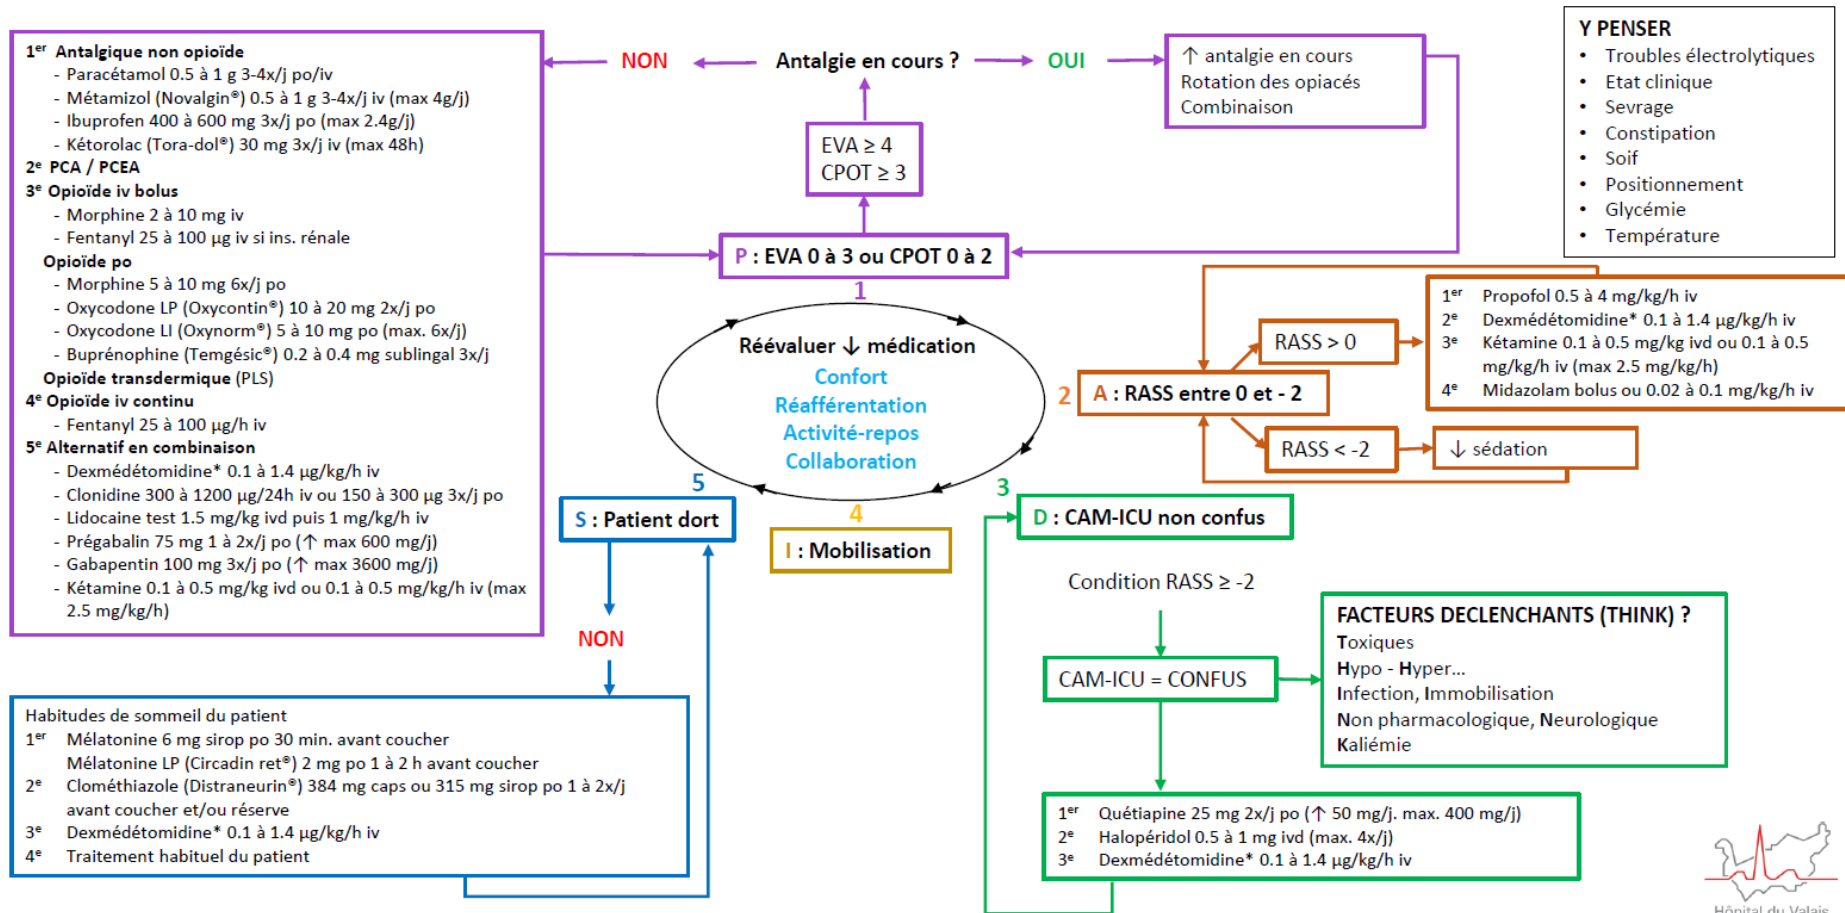 1er Antalgique non opioïde
- Paracétamol 0.5 à 1 g 3-4x/j po/iv
- Métamizol (Novalgin®) 0.5 à 1 g 3-4x/j iv (max 4g/j)
- Ibuprofen 400 à 600 mg 3x/j po (max 2.4g/j)
- Kétorolac (Tora-dol®) 30 mg 3x/j iv (max 48h)
2e PCA / PCEA
3e Opioïde iv bolus
- Morphine 2 à 10 mg iv
- Fentanyl 25 à 100 µg iv si ins. rénale
Opioïde po
- Morphine 5 à 10 mg 6x/j po
- Oxycodone LP (Oxycontin®) 10 à 20 mg 2x/j po
- Oxycodone LI (Oxynorm®) 5 à 10 mg po (max. 6x/j)
- Buprénophine (Temgésic®) 0.2 à 0.4 mg sublingal 3x/j
Opioïde transdermique (PLS)
4e Opioïde iv continu
- Fentanyl 25 à 100 µg/h iv
5e Alternatif en combinaison
- Dexmédétomidine* 0.1 à 1.4 µg/kg/h iv
- Clonidine 300 à 1200 µg/24h iv ou 150 à 300 µg 3x/j po
- Lidocaine test 1.5 mg/kg ivd puis 1 mg/kg/h iv
- Prégabalin 75 mg 1 à 2x/j po (↑ max 600 mg/j)
- Gabapentin 100 mg 3x/j po (↑ max 3600 mg/j)
- Kétamine 0.1 à 0.5 mg/kg ivd ou 0.1 à 0.5 mg/kg/h iv (max
2.5 mg/kg/h)
NON
Antalgie en cours ?
OUI
↑ antalgie en cours
Rotation des opiacés
Combinaison
EVA ≥ 4
CPOT ≥ 3
P : EVA 0 à 3 ou CPOT 0 à 2
1
Y PENSER
• Troubles électrolytiques
• Etat clinique
• Sevrage
• Constipation
• Soif
• Positionnement
• Glycémie
• Température
Réévaluer ↓ médication
Confort
Réafférentation
Activité-repos
Collaboration
2
A : RASS entre 0 et - 2
RASS > 0
1er Propofol 0.5 à 4 mg/kg/h iv
2e Dexmédétomidine* 0.1 à 1.4 µg/kg/h iv
3e Kétamine 0.1 à 0.5 mg/kg ivd ou 0.1 à 0.5
mg/kg/h iv (max 2.5 mg/kg/h)
4e Midazolam bolus ou 0.02 à 0.1 mg/kg/h iv
RASS < -2
↓ sédation
3
D : CAM-ICU non confus
Condition RASS ≥ -2
CAM-ICU = CONFUS
FACTEURS DECLENCHANTS (THINK) ?
Toxiques
Hypo - Hyper...
Infection, Immobilisation
Non pharmacologique, Neurologique
Kaliémie
1er Quétiapine 25 mg 2x/j po (↑ 50 mg/j. max. 400 mg/j)
2e Halopéridol 0.5 à 1 mg ivd (max. 4x/j)
3e Dexmédétomidine* 0.1 à 1.4 µg/kg/h iv
4
I : Mobilisation
5
S : Patient dort
NON
Habitudes de sommeil du patient
1er Mélatonine 6 mg sirop po 30 min. avant coucher
Mélatonine LP (Circadin ret®) 2 mg po 1 à 2 h avant coucher
2e Clométhiazole (Distraneurin®) 384 mg caps ou 315 mg sirop po 1 à 2x/j
avant coucher et/ou réserve
3e Dexmédétomidine* 0.1 à 1.4 µg/kg/h iv
4e Traitement habituel du patient
Hôpital du Valais